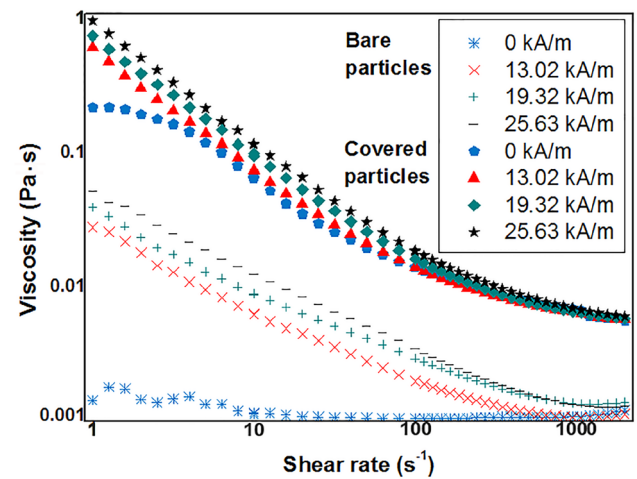 1
0.1
0.01
0.001
Viscosity (Pa·s)
1
10
100
1000
Shear rate (s⁻¹)
Bare
particles
0 kA/m
13.02 kA/m
19.32 kA/m
25.63 kA/m
Covered
particles
0 kA/m
13.02 kA/m
19.32 kA/m
25.63 kA/m